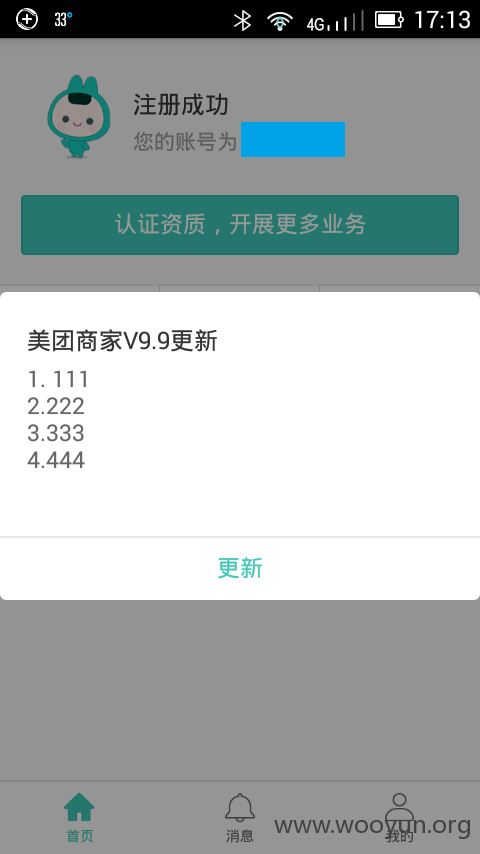 33°
4G
17:13
注册成功
您的账号为
认证资质，开展更多业务
美团商家V9.9更新
1. 111
2.222
3.333
4.444
更新
首页
消息
我的
www.wooyun.org